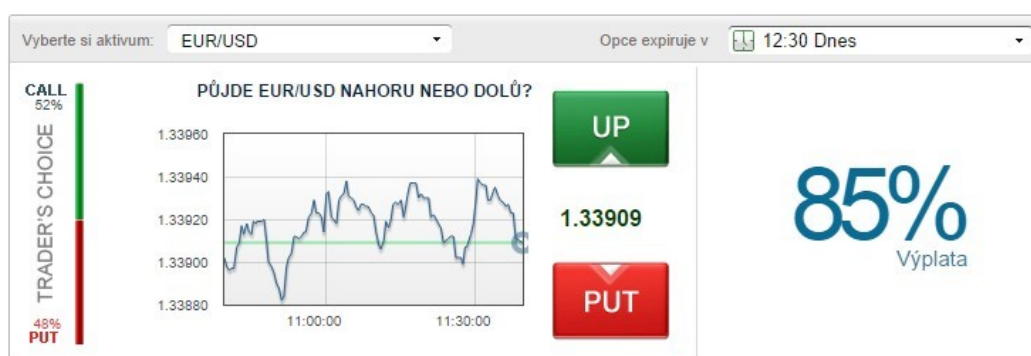 Vyberte si aktivum: EUR/USD
Opce expiruje v 12:30 Dnes
CALL
52%
TRADER'S CHOICE
48%
PUT
PŮJDE EUR/USD NAHORU NEBO DOLŮ?
1.33960
1.33940
1.33920
1.33900
1.33880
11:00:00 11:30:00
UP
1.33909
PUT
85%
Výplata